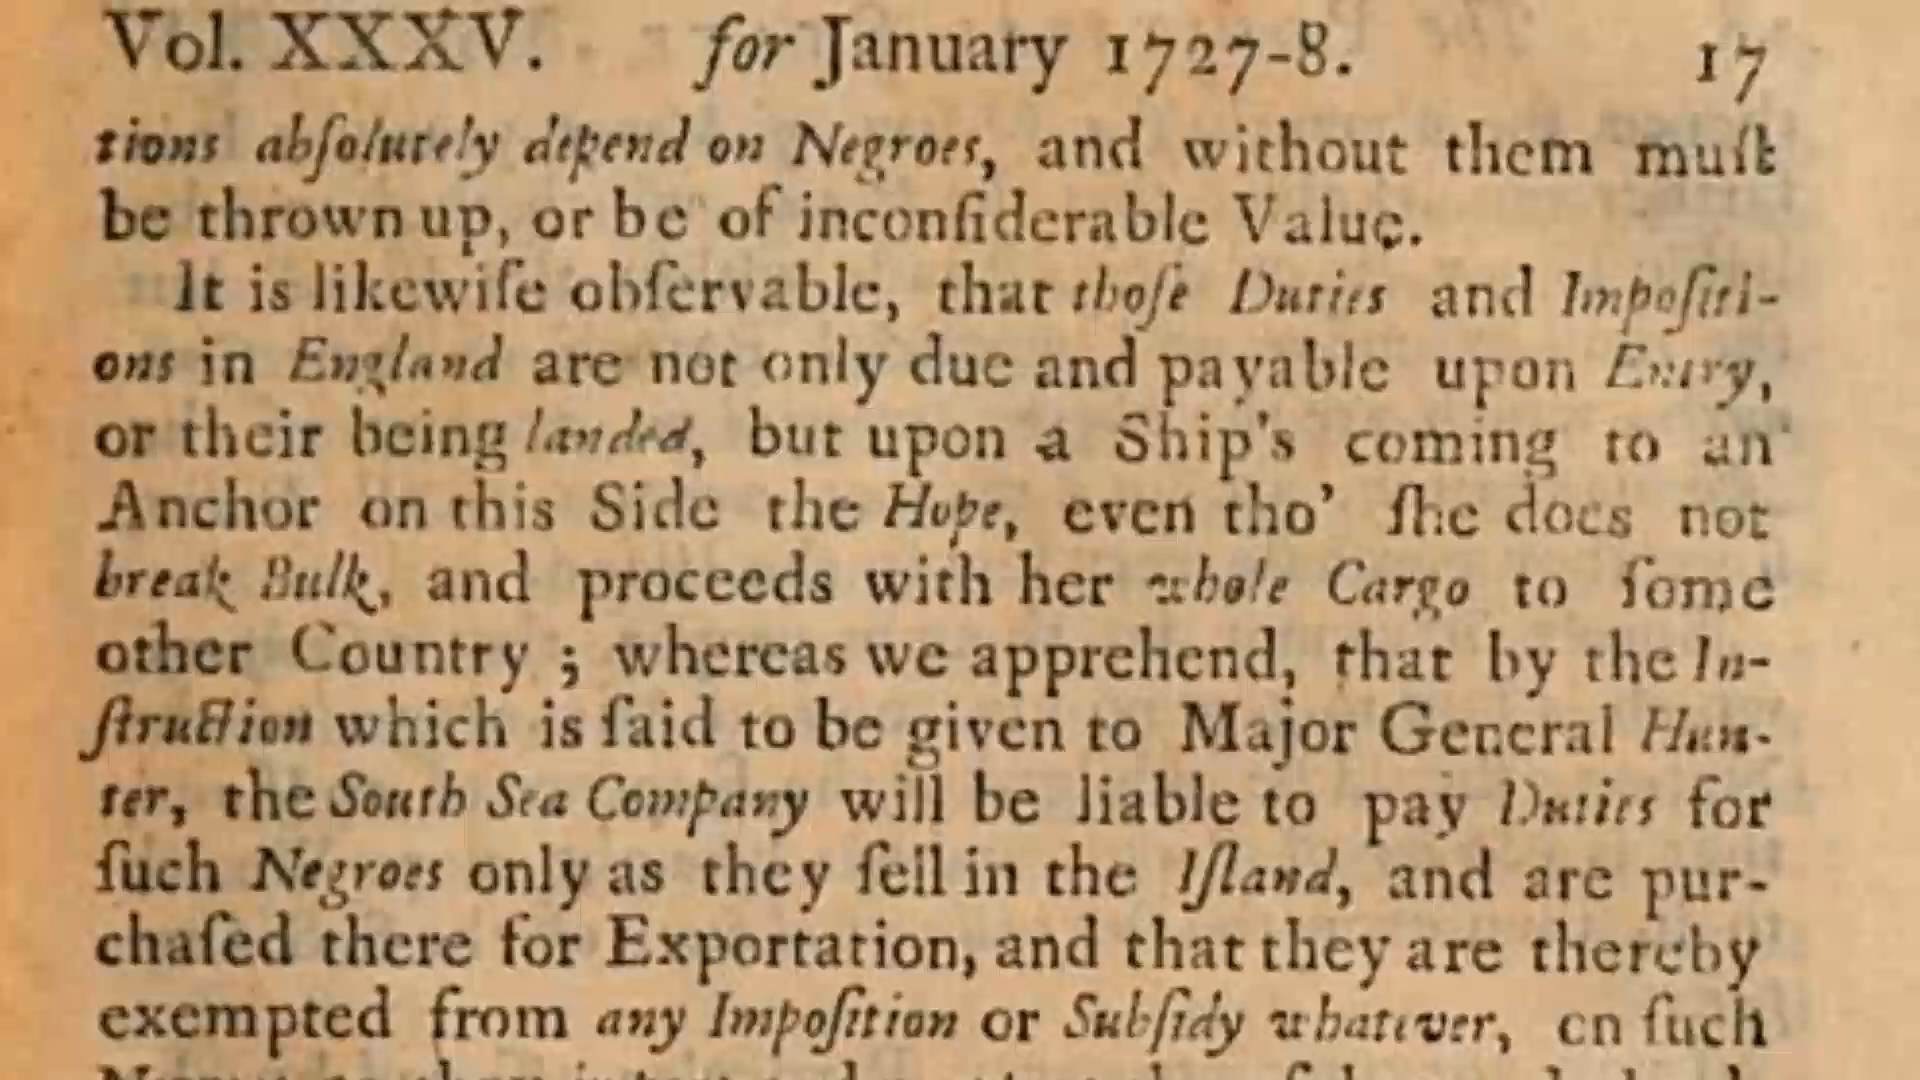 Vol. XXXV. for January 1727-8. 17
tions abſolutely depend on Negroes, and without them muſt
be thrown up, or be of inconſiderable Value.
It is likewiſe obſervable, that thoſe Duties and Impoſiti-
ons in England are not only due and payable upon Entry,
or their being landed, but upon a Ship's coming to an
Anchor on this Side the Hope, even tho' ſhe does not
break Bulk, and proceeds with her whole Cargo to ſome
other Country ; whereas we apprehend, that by the In-
ſtruction which is ſaid to be given to Major General Hun-
ter, the South Sea Company will be liable to pay Duties for
ſuch Negroes only as they ſell in the Iſland, and are pur-
chaſed there for Exportation, and that they are thereby
exempted from any Impoſition or Subſidy whatever, on ſuch